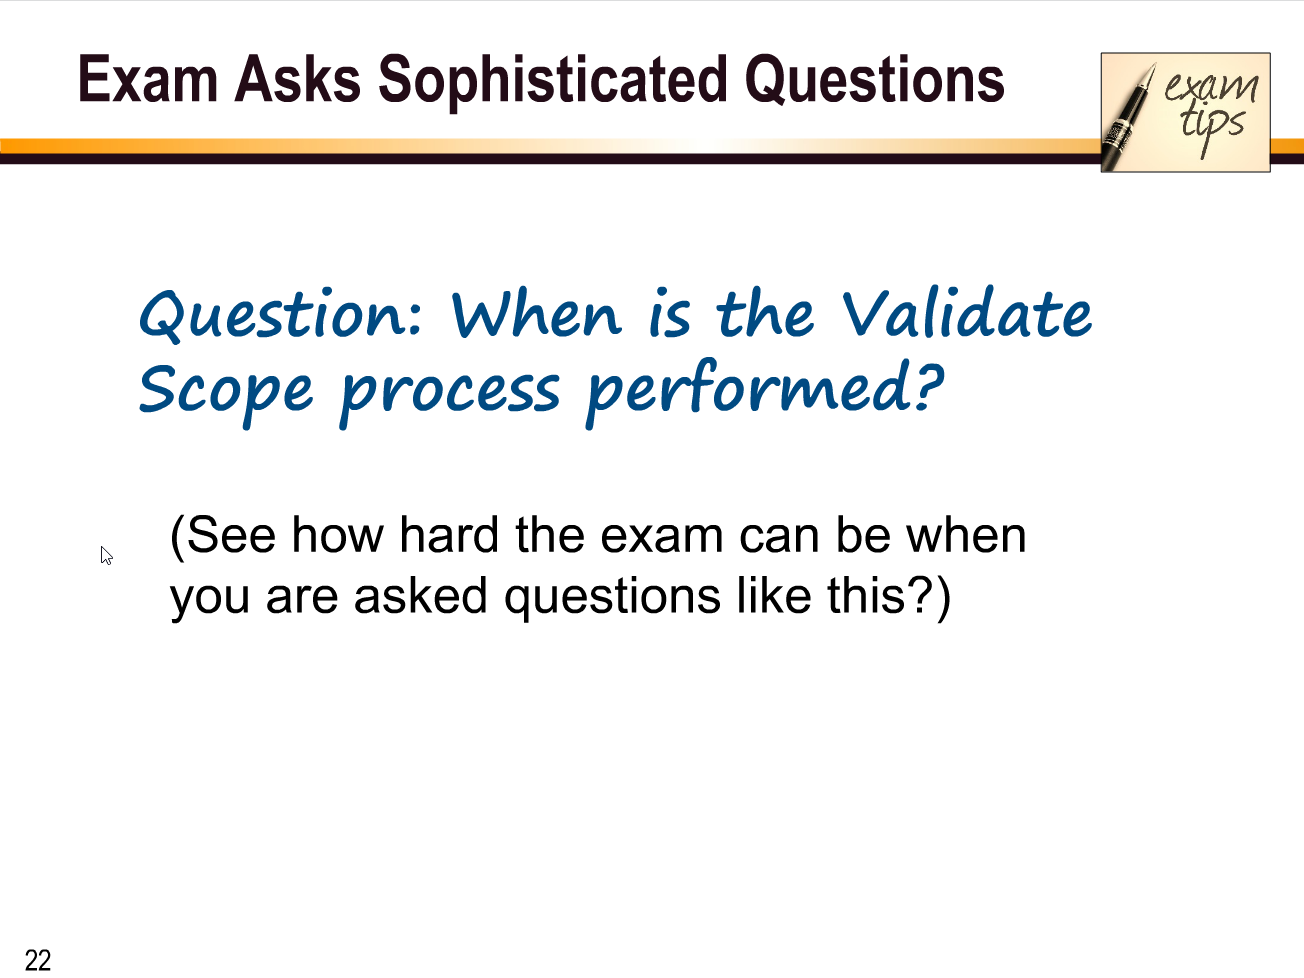 Exam Asks Sophisticated Questions
exam
tips
Question: When is the Validate
Scope process performed?
(See how hard the exam can be when
you are asked questions like this?)
22